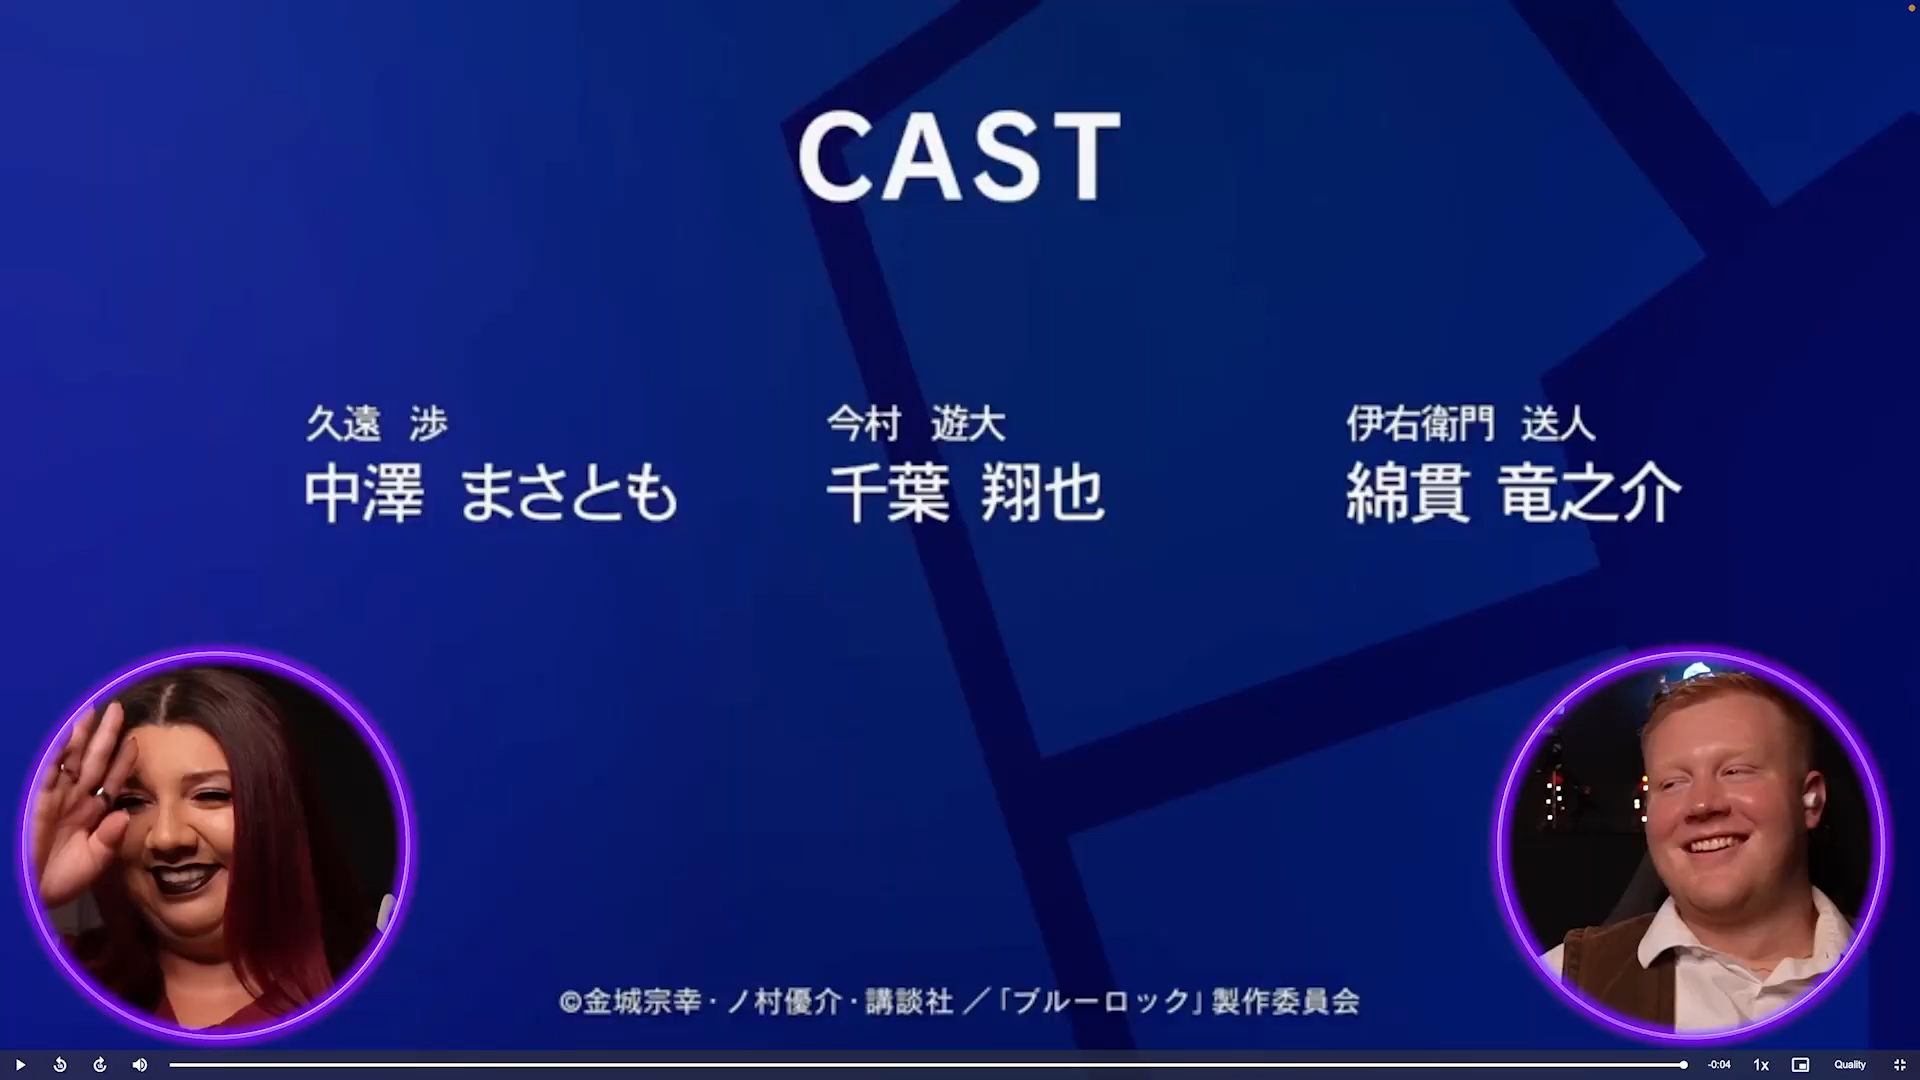 CAST
久遠 渉
中澤 まさとも
今村 遊大
千葉 翔也
伊右衛門 送人
綿貫 竜之介
©金城宗幸・ノ村優介・講談社／「ブルーロック」製作委員会
-0:04 1x Quality